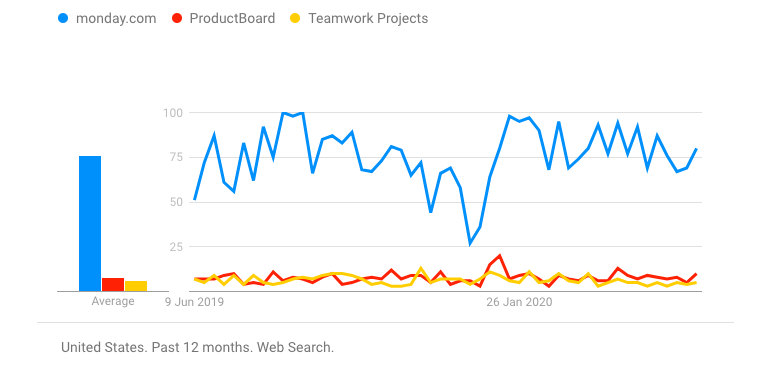 monday.com ProductBoard Teamwork Projects
100
75
50
25
Average 9 Jun 2019 26 Jan 2020
United States. Past 12 months. Web Search.